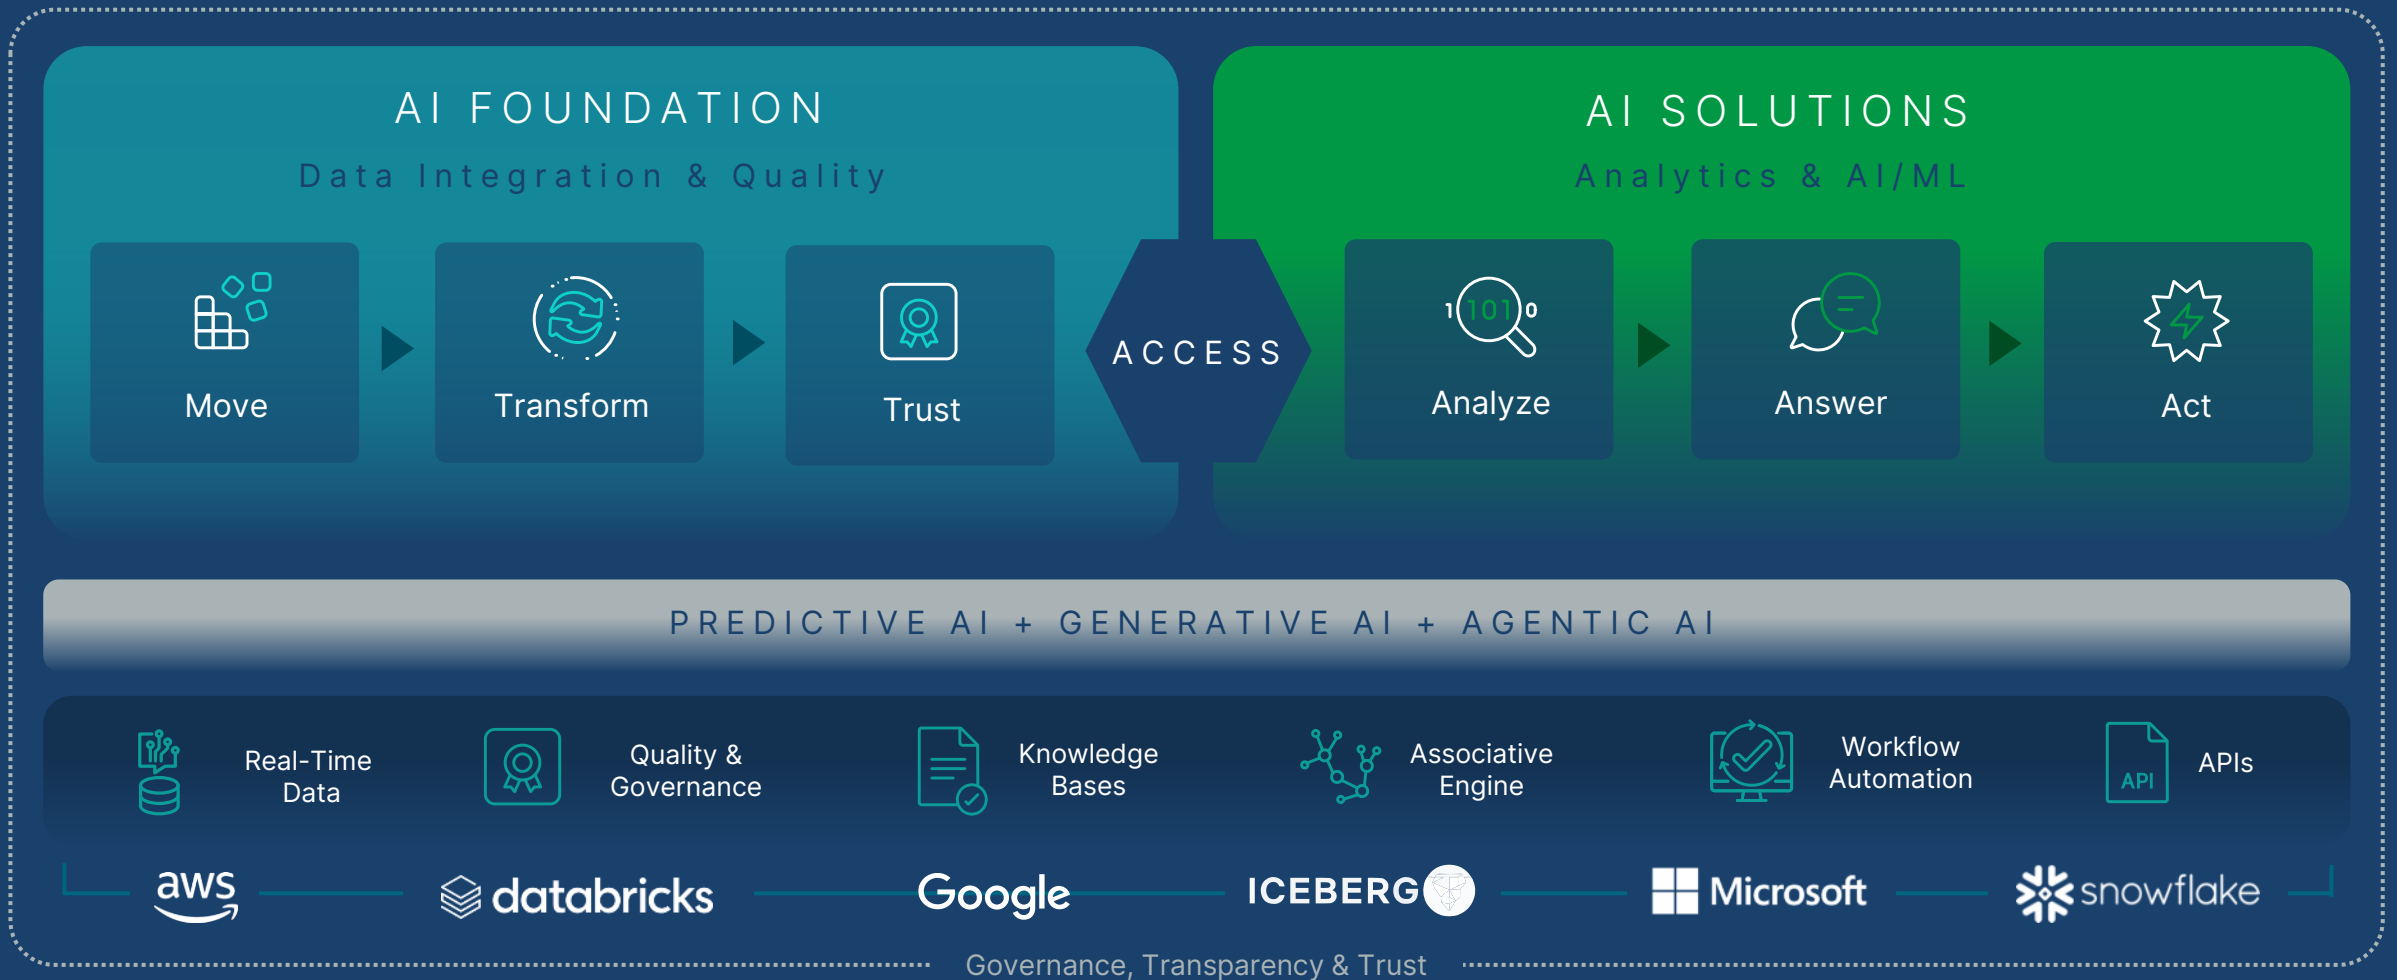 AI FOUNDATION
Data Integration & Quality
Move
Transform
Trust
ACCESS
AI SOLUTIONS
Analytics & AI/ML
1 101 0
Analyze
Answer
Act
PREDICTIVE AI + GENERATIVE AI + AGENTIC AI
Real-Time
Data
Quality &
Governance
Knowledge
Bases
Associative
Engine
Workflow
Automation
API
APIs
aws
databricks
Google
ICEBERG
Microsoft
snowflake
Governance, Transparency & Trust